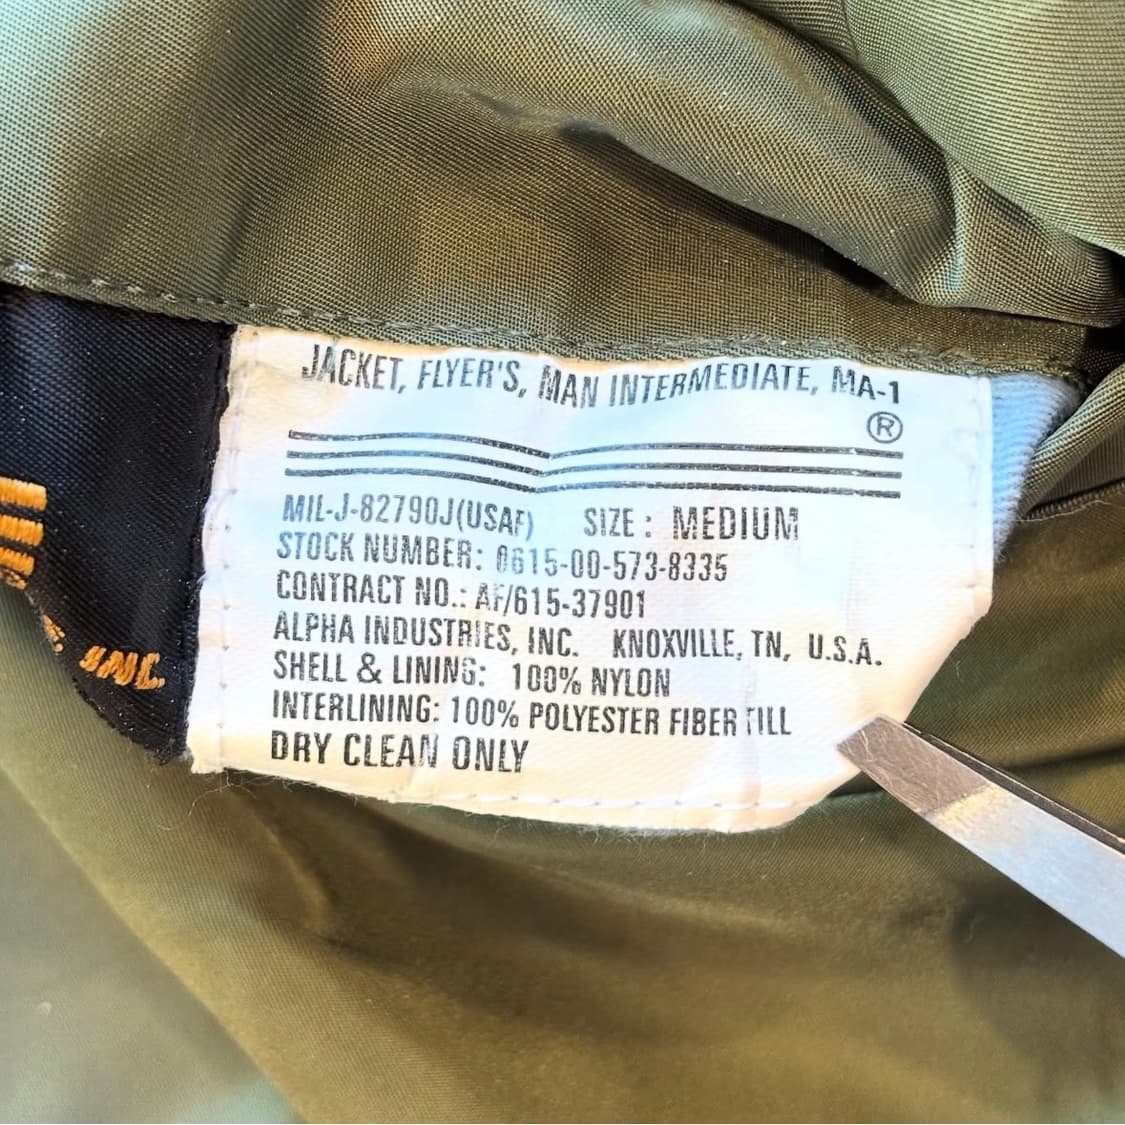 JACKET, FLYER'S, MAN INTERMEDIATE, MA-1
®
MIL-J-82790J(USAF) SIZE : MEDIUM
STOCK NUMBER: 0615-00-573-8335
CONTRACT NO.: AF/615-37901
ALPHA INDUSTRIES, INC. KNOXVILLE, TN, U.S.A.
SHELL & LINING: 100% NYLON
INTERLINING: 100% POLYESTER FIBER FILL
DRY CLEAN ONLY
INC.